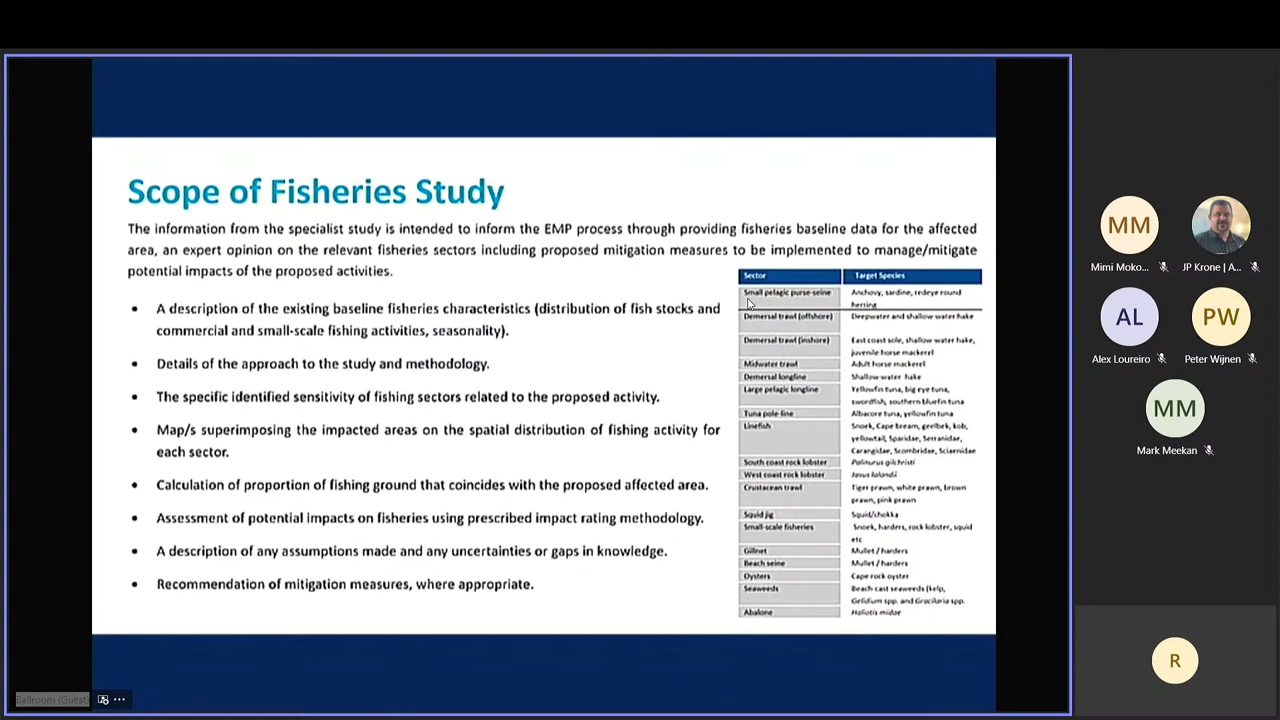 Scope of Fisheries Study
The information from the specialist study is intended to inform the EMP process through providing fisheries baseline data for the affected
area, an expert opinion on the relevant fisheries sectors including proposed mitigation measures to be implemented to manage/mitigate
potential impacts of the proposed activities.
• A description of the existing baseline fisheries characteristics (distribution of fish stocks and
commercial and small-scale fishing activities, seasonality).
• Details of the approach to the study and methodology.
• The specific identified sensitivity of fishing sectors related to the proposed activity.
• Map/s superimposing the impacted areas on the spatial distribution of fishing activity for
each sector.
• Calculation of proportion of fishing ground that coincides with the proposed affected area.
• Assessment of potential impacts on fisheries using prescribed impact rating methodology.
• A description of any assumptions made and any uncertainties or gaps in knowledge.
• Recommendation of mitigation measures, where appropriate.
Sector Target Species
Small pelagic purse-seine Anchovy, sardine, redeye round
herring
Demersal trawl (offshore) Deepwater and shallow water hake
Demersal trawl (inshore) East coast sole, shallow water hake,
juvenile horse mackerel
Midwater trawl Adult horse mackerel
Demersal longline Shallow-water hake
Large pelagic longline Yellowfin tuna, big eye tuna,
swordfish, southern bluefin tuna
Tuna pole-line Albacore tuna, yellowfin tuna
Linefish Snoek, Cape bream, geelbek, kob,
yellowtail, Sparidae, Serranidae,
Carangidae, Scombridae, Sciaenidae
South coast rock lobster Palinurus gilchristi
West coast rock lobster Jasus lalandii
Crustacean trawl Tiger prawn, white prawn, brown
prawn, pink prawn
Squid jig Squid/chokka
Small-scale fisheries Snoek, harders, rock lobster, squid
etc
Gillnet Mullet / harders
Beach seine Mullet / harders
Oysters Cape rock oyster
Seaweeds Beach-cast seaweeds (kelp,
Gelidium spp. and Gracilaria spp.
Abalone Haliotis midae
MM
Mimi Moko...
JP Krone | A...
AL
Alex Loureiro
PW
Peter Wijnen
MM
Mark Meekan
R
Ballroom (Guest)